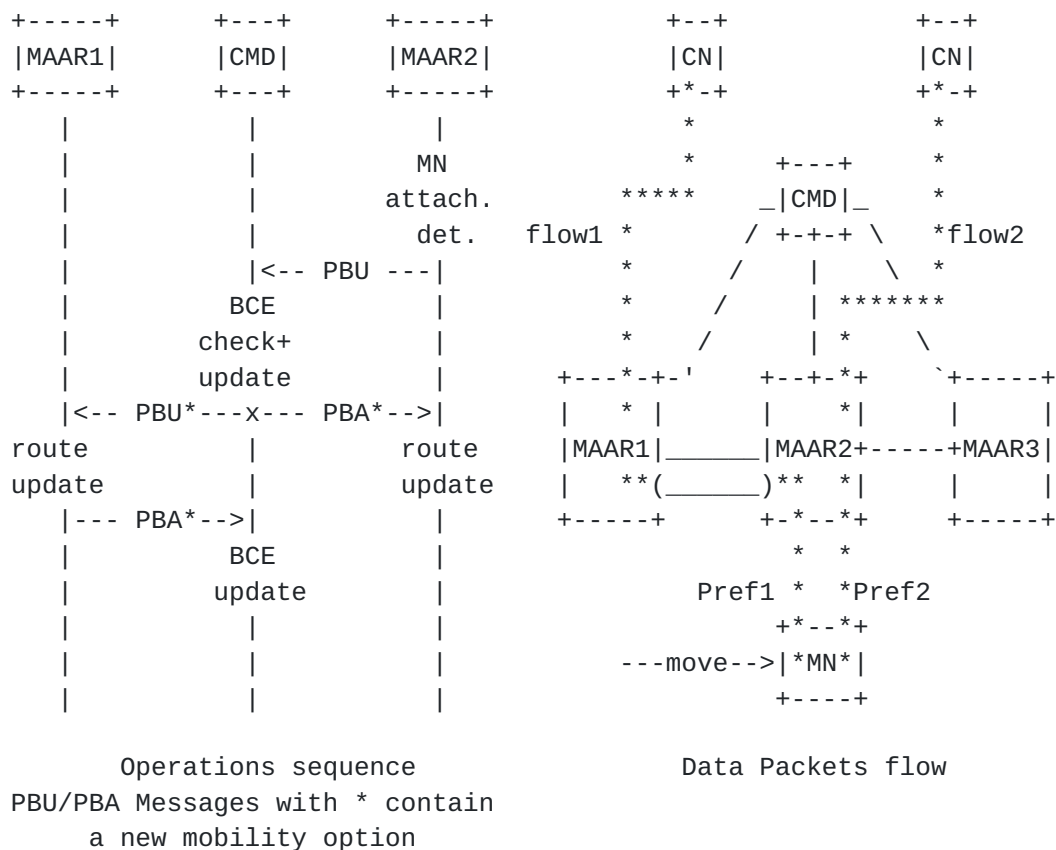 +-----+     +---+     +-----+         +--+            +--+
|MAAR1|     |CMD|     |MAAR2|         |CN|            |CN|
+-----+     +---+     +-----+         +*-+            +*-+
   |          |          |             *               *
   |          |         MN             *     +---+     *
   |          |       attach.      *****   _|CMD|_     *
   |          |         det.  flow1 *      / +-+-+ \   *flow2
   |          |<-- PBU ---|         *     /    |    \  *
   |         BCE         |          *    /     | *******
   |        check+       |          *   /      | *    \
   |        update       |      +---*-+-'   +--+-*+    `+-----+
   |<-- PBU*---x--- PBA*-->|    |   * |     |    *|     |     |
route         |        route    |MAAR1|______|MAAR2+-----+MAAR3|
update        |        update   |   **(______)**  *|     |     |
   |--- PBA*-->|          |     +-----+     +-*--*+     +-----+
   |         BCE         |                    *  *
   |        update       |              Pref1 *  *Pref2
   |          |          |                  +*--*+
   |          |          |          ---move-->|*MN*|
   |          |          |                  +----+
Operations sequence                  Data Packets flow
PBU/PBA Messages with * contain
a new mobility option